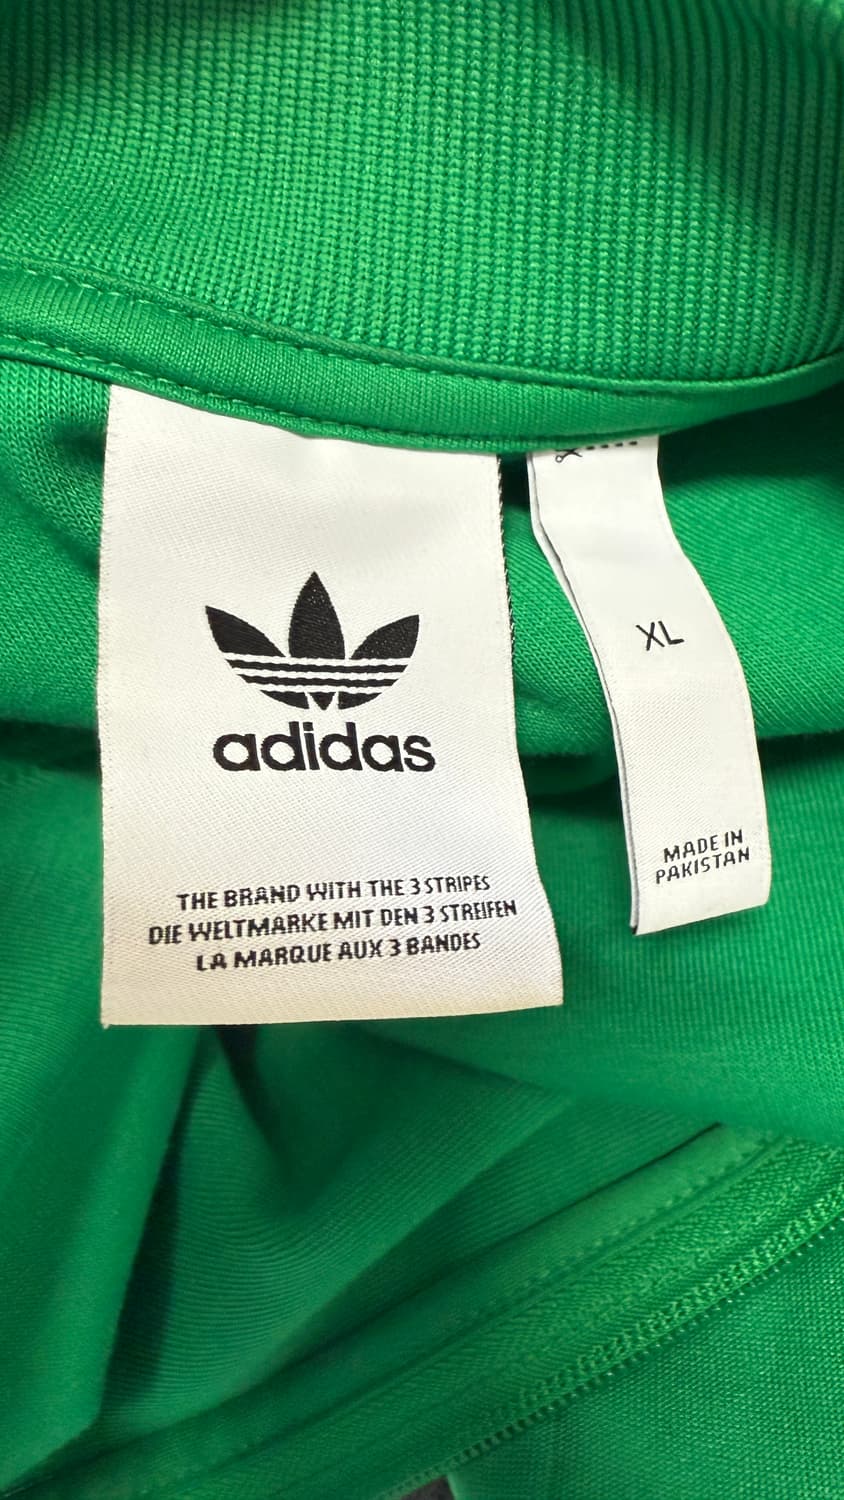 adidas
THE BRAND WITH THE 3 STRIPES
DIE WELTMARKE MIT DEN 3 STREIFEN
LA MARQUE AUX 3 BANDES
XL
MADE IN
PAKISTAN